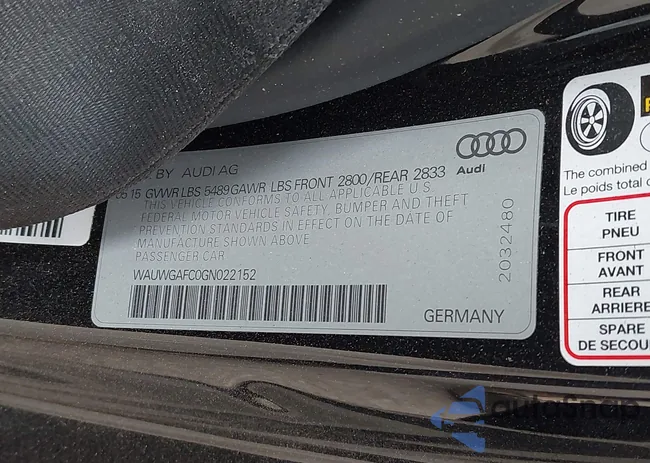 BY AUDI AG
15 GVWR LBS 5489 GAWR LBS FRONT 2800/REAR 2833
THIS VEHICLE CONFORMS TO ALL APPLICABLE U.S.
FEDERAL MOTOR VEHICLE SAFETY, BUMPER AND THEFT
PREVENTION STANDARDS IN EFFECT ON THE DATE OF
MANUFACTURE SHOWN ABOVE
PASSENGER CAR
WAUWGAFC0GN022152
GERMANY
Audi
2032480
The combined
Le poids total
TIRE
PNEU
FRONT
AVANT
REAR
ARRIERE
SPARE
DE SECOU
autoSnap